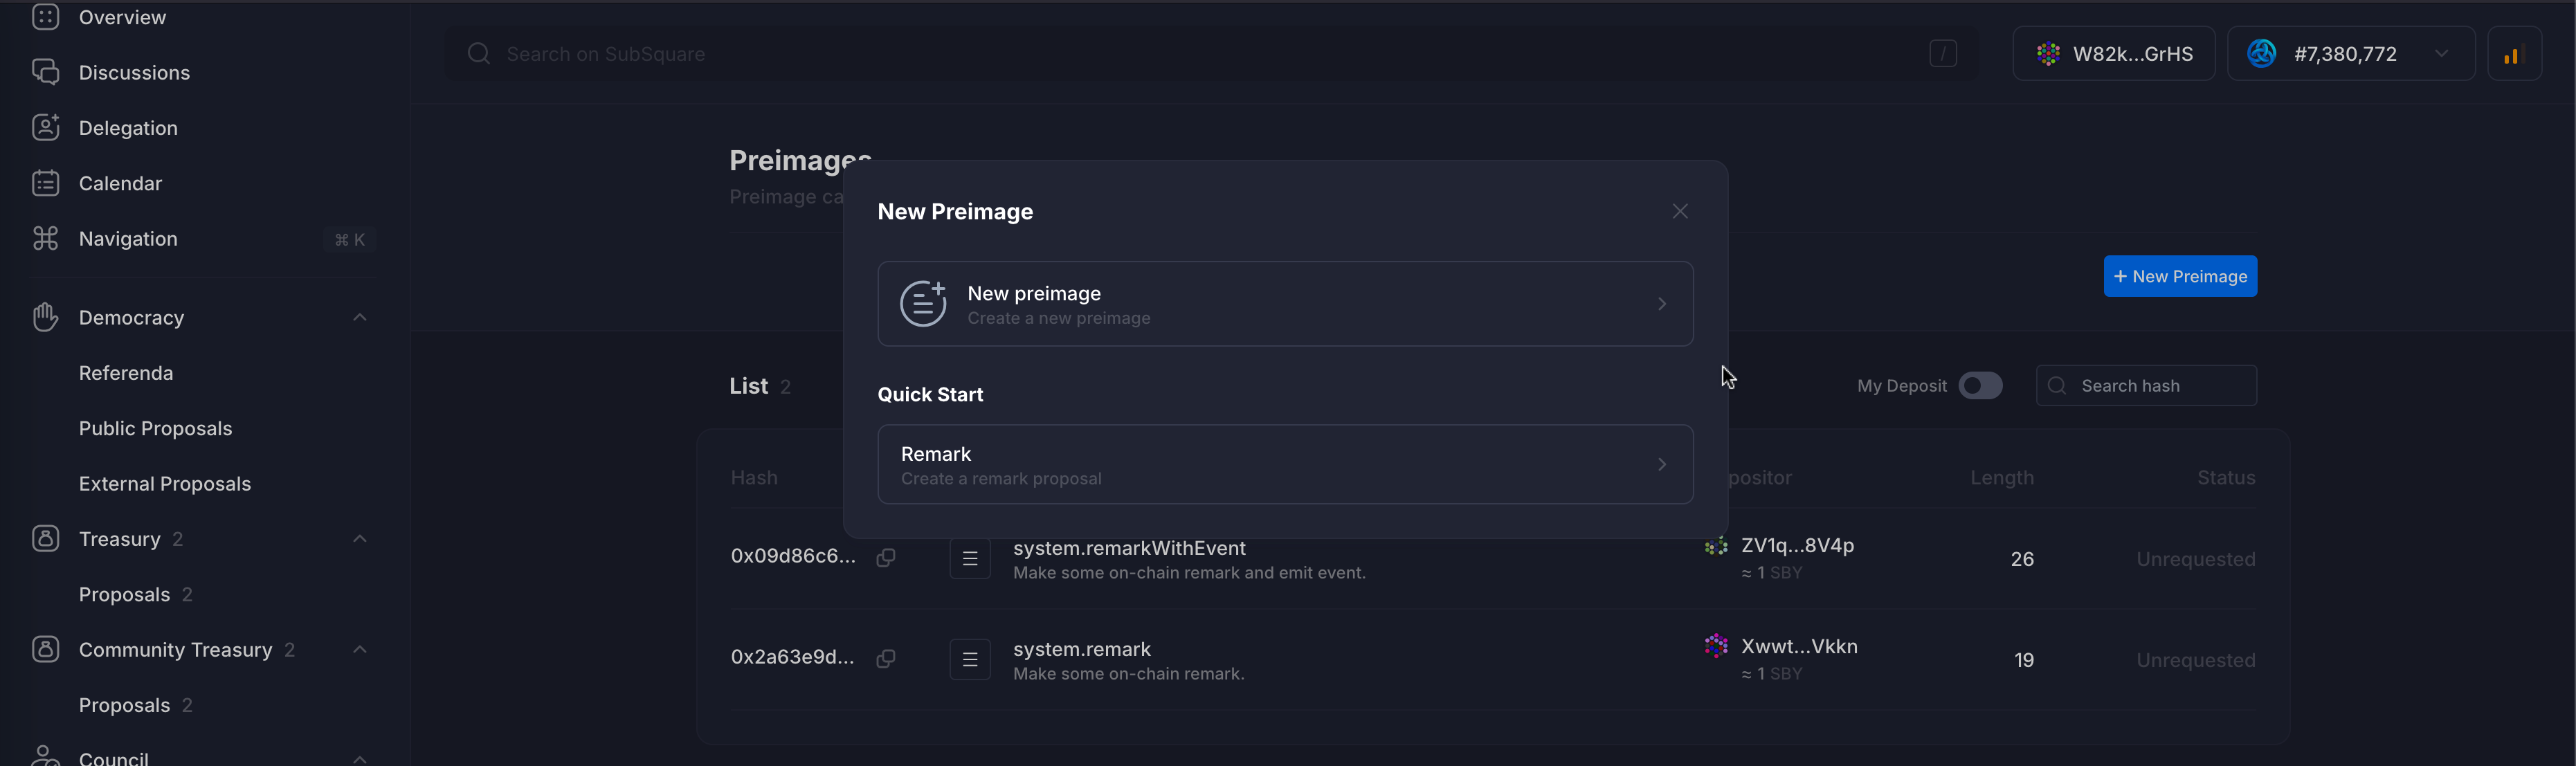 Overview
Discussions
Delegation
Calendar
Navigation ⌘ K
Democracy
Referenda
Public Proposals
External Proposals
Treasury 2
Proposals 2
Community Treasury 2
Proposals 2
Council
Search on SubSquare /
W82k...GrHS
#7,380,772
Preimages
Preimage ca
+ New Preimage
New Preimage
New preimage
Create a new preimage
Quick Start
Remark
Create a remark proposal
List 2
My Deposit
Search hash
Hash positor Length Status
0x09d86c6... system.remarkWithEvent ZV1q...8V4p 26 Unrequested
Make some on-chain remark and emit event. ≈ 1 SBY
0x2a63e9d... system.remark Xwwt...Vkkn 19 Unrequested
Make some on-chain remark. ≈ 1 SBY